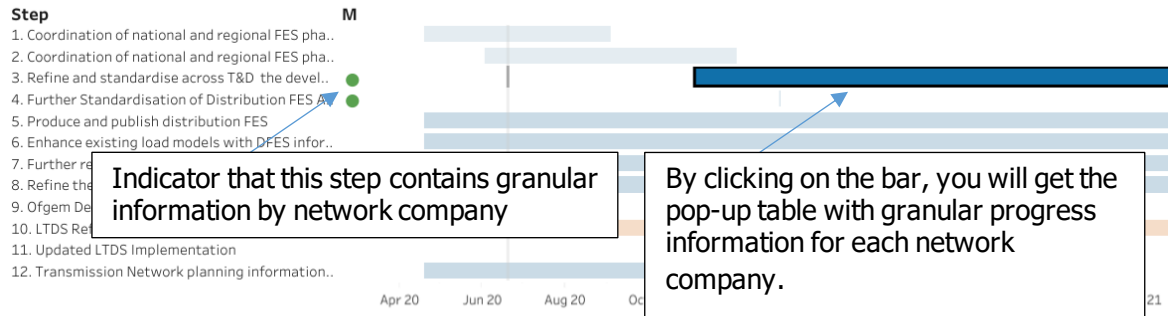 Step M
1. Coordination of national and regional FES pha..
2. Coordination of national and regional FES pha..
3. Refine and standardise across T&D the devel..
4. Further Standardisation of Distribution FES A..
5. Produce and publish distribution FES
6. Enhance existing load models with DFES infor..
7. Further re
8. Refine the
9. Ofgem De
10. LTDS Ref
11. Updated LTDS Implementation
12. Transmission Network planning information..
Indicator that this step contains granular
information by network company
By clicking on the bar, you will get the
pop-up table with granular progress
information for each network
company.
Apr 20 Jun 20 Aug 20 Oc 21